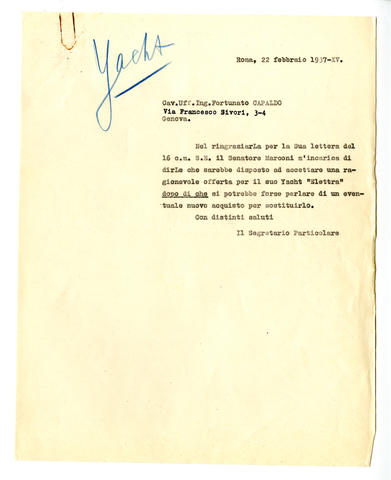 Yacht
Roma, 22 febbraio 1937-XV.
Cav.Uff.Ing.Fortunato CAPALDO
Via Francesco Sivori, 3-4
Genova.
Nel ringraziarLa per la Sua lettera del
16 c.m. S.E. il Senatore Marconi m'incarica di
dirLe che sarebbe disposto ad accettare una ra-
gionevole offerta per il suo Yacht "Elettra"
dopo di che si potrebbe forse parlare di un even-
tuale nuovo acquisto per sostituirlo.
Con distinti saluti
Il Segretario Particolare